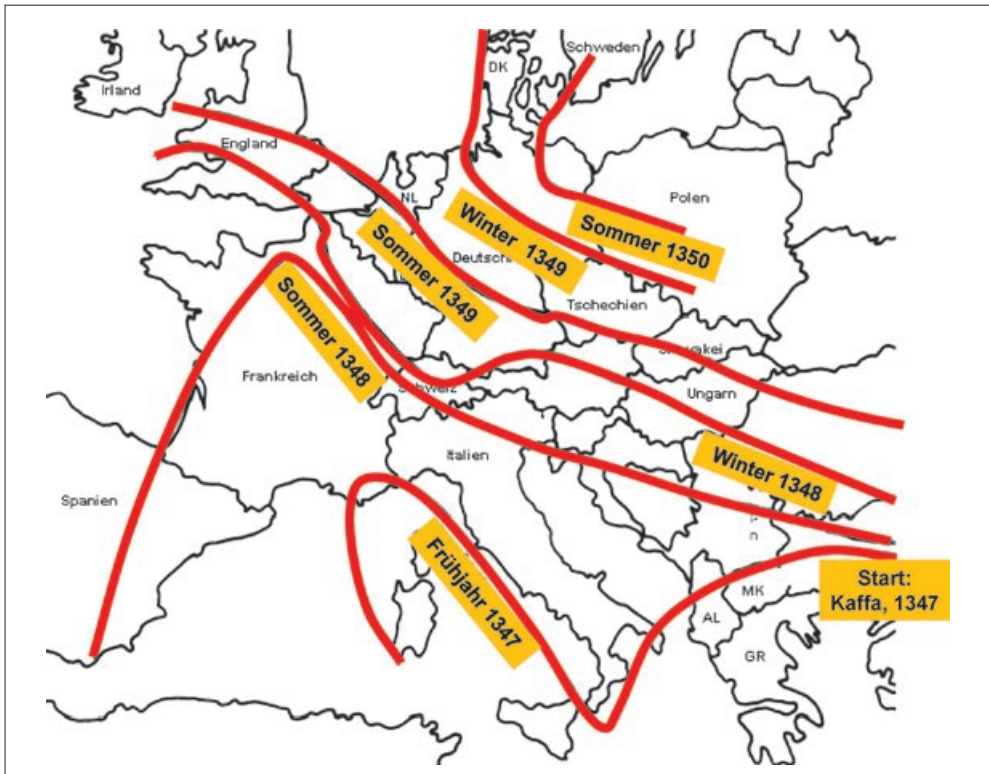 Schweden
DK
Irland
England
NL
Polen
Sommer 1350
Winter 1349
Sommer 1349
Deutschl
Tschechien
Sommer 1348
Frankreich
Schweiz
Ungarn
Italien
Winter 1348
Spanien
n
Frühjahr 1347
Start:
Kaffa, 1347
MK
AL
GR